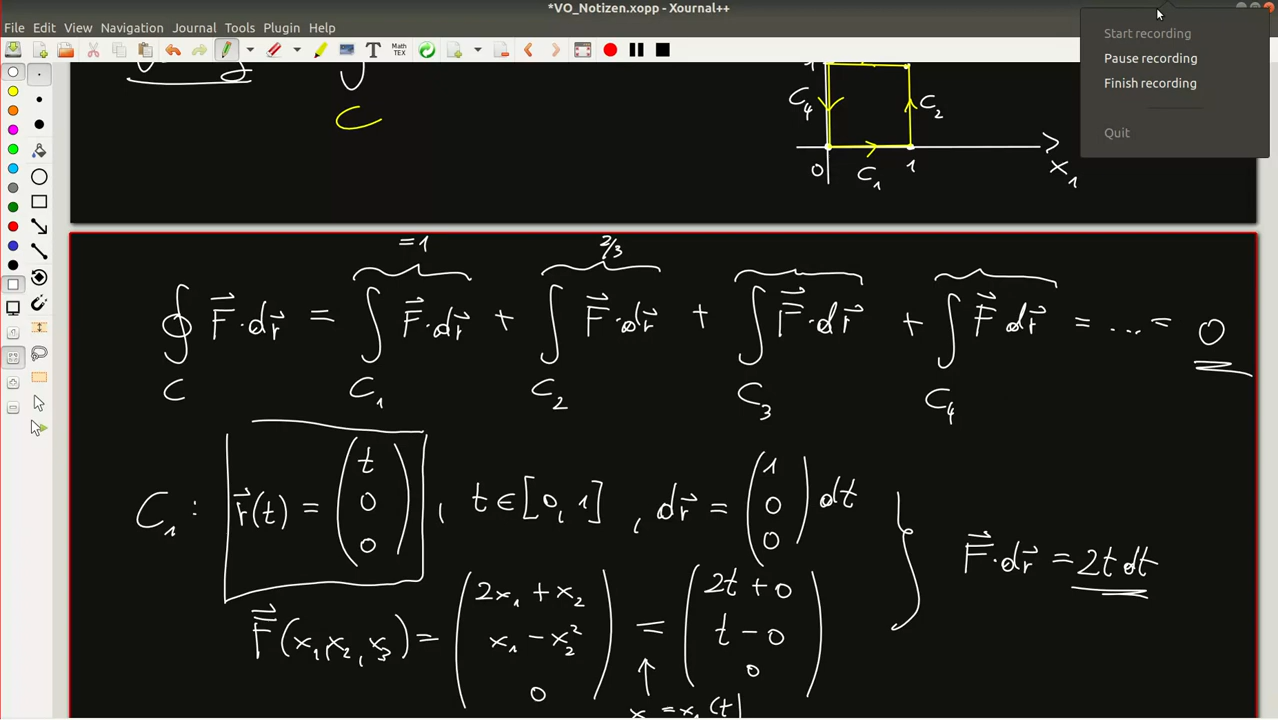 *VO_Notizen.xopp - Xournal++
File Edit View Navigation Journal Tools Plugin Help
Start recording
Pause recording
Finish recording
Quit
C
C₄ C₂
0 C₁ 1 x₁
=1 2/3
∮ F⃗·dr⃗ = ∫ F⃗·dr⃗ + ∫ F⃗·dr⃗ + ∫ F⃗·dr⃗ + ∫ F⃗ dr⃗ = ... = 0
C C₁ C₂ C₃ C₄
C₁: r⃗(t) = (t 0 0), t ∈ [0,1], dr⃗ = (1 0 0) dt
F⃗·dr⃗ = 2t dt
F⃗(x₁,x₂,x₃) = (2x₁ + x₂ x₁ - x₂² 0) = (2t + 0 t - 0 0)